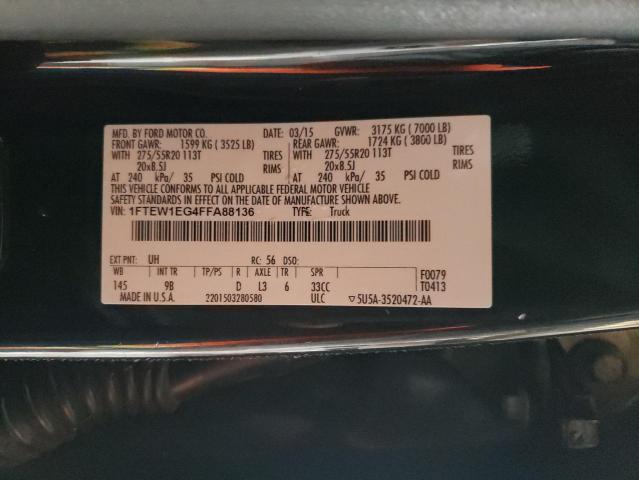 MFD. BY FORD MOTOR CO. DATE: 03/15 GVWR: 3175 KG ( 7000 LB)
FRONT GAWR: 1599 KG ( 3525 LB) REAR GAWR: 1724 KG ( 3800 LB)
WITH 275/55R20 113T TIRES WITH 275/55R20 113T TIRES
20x8.5J RIMS 20x8.5J RIMS
AT 240 kPa/ 35 PSI COLD AT 240 kPa/ 35 PSI COLD
THIS VEHICLE CONFORMS TO ALL APPLICABLE FEDERAL MOTOR VEHICLE
SAFETY STANDARDS IN EFFECT ON THE DATE OF MANUFACTURE SHOWN ABOVE.
VIN: 1FTEW1EG4FFA88136 TYPE: Truck
EXT PNT: UH RC: 56 DSO:
WB INT TR TP/PS R AXLE TR SPR F0079
145 9B D L3 6 33CC T0413
MADE IN U.S.A. 2201503280580 ULC ▽5U5A-3520472-AA